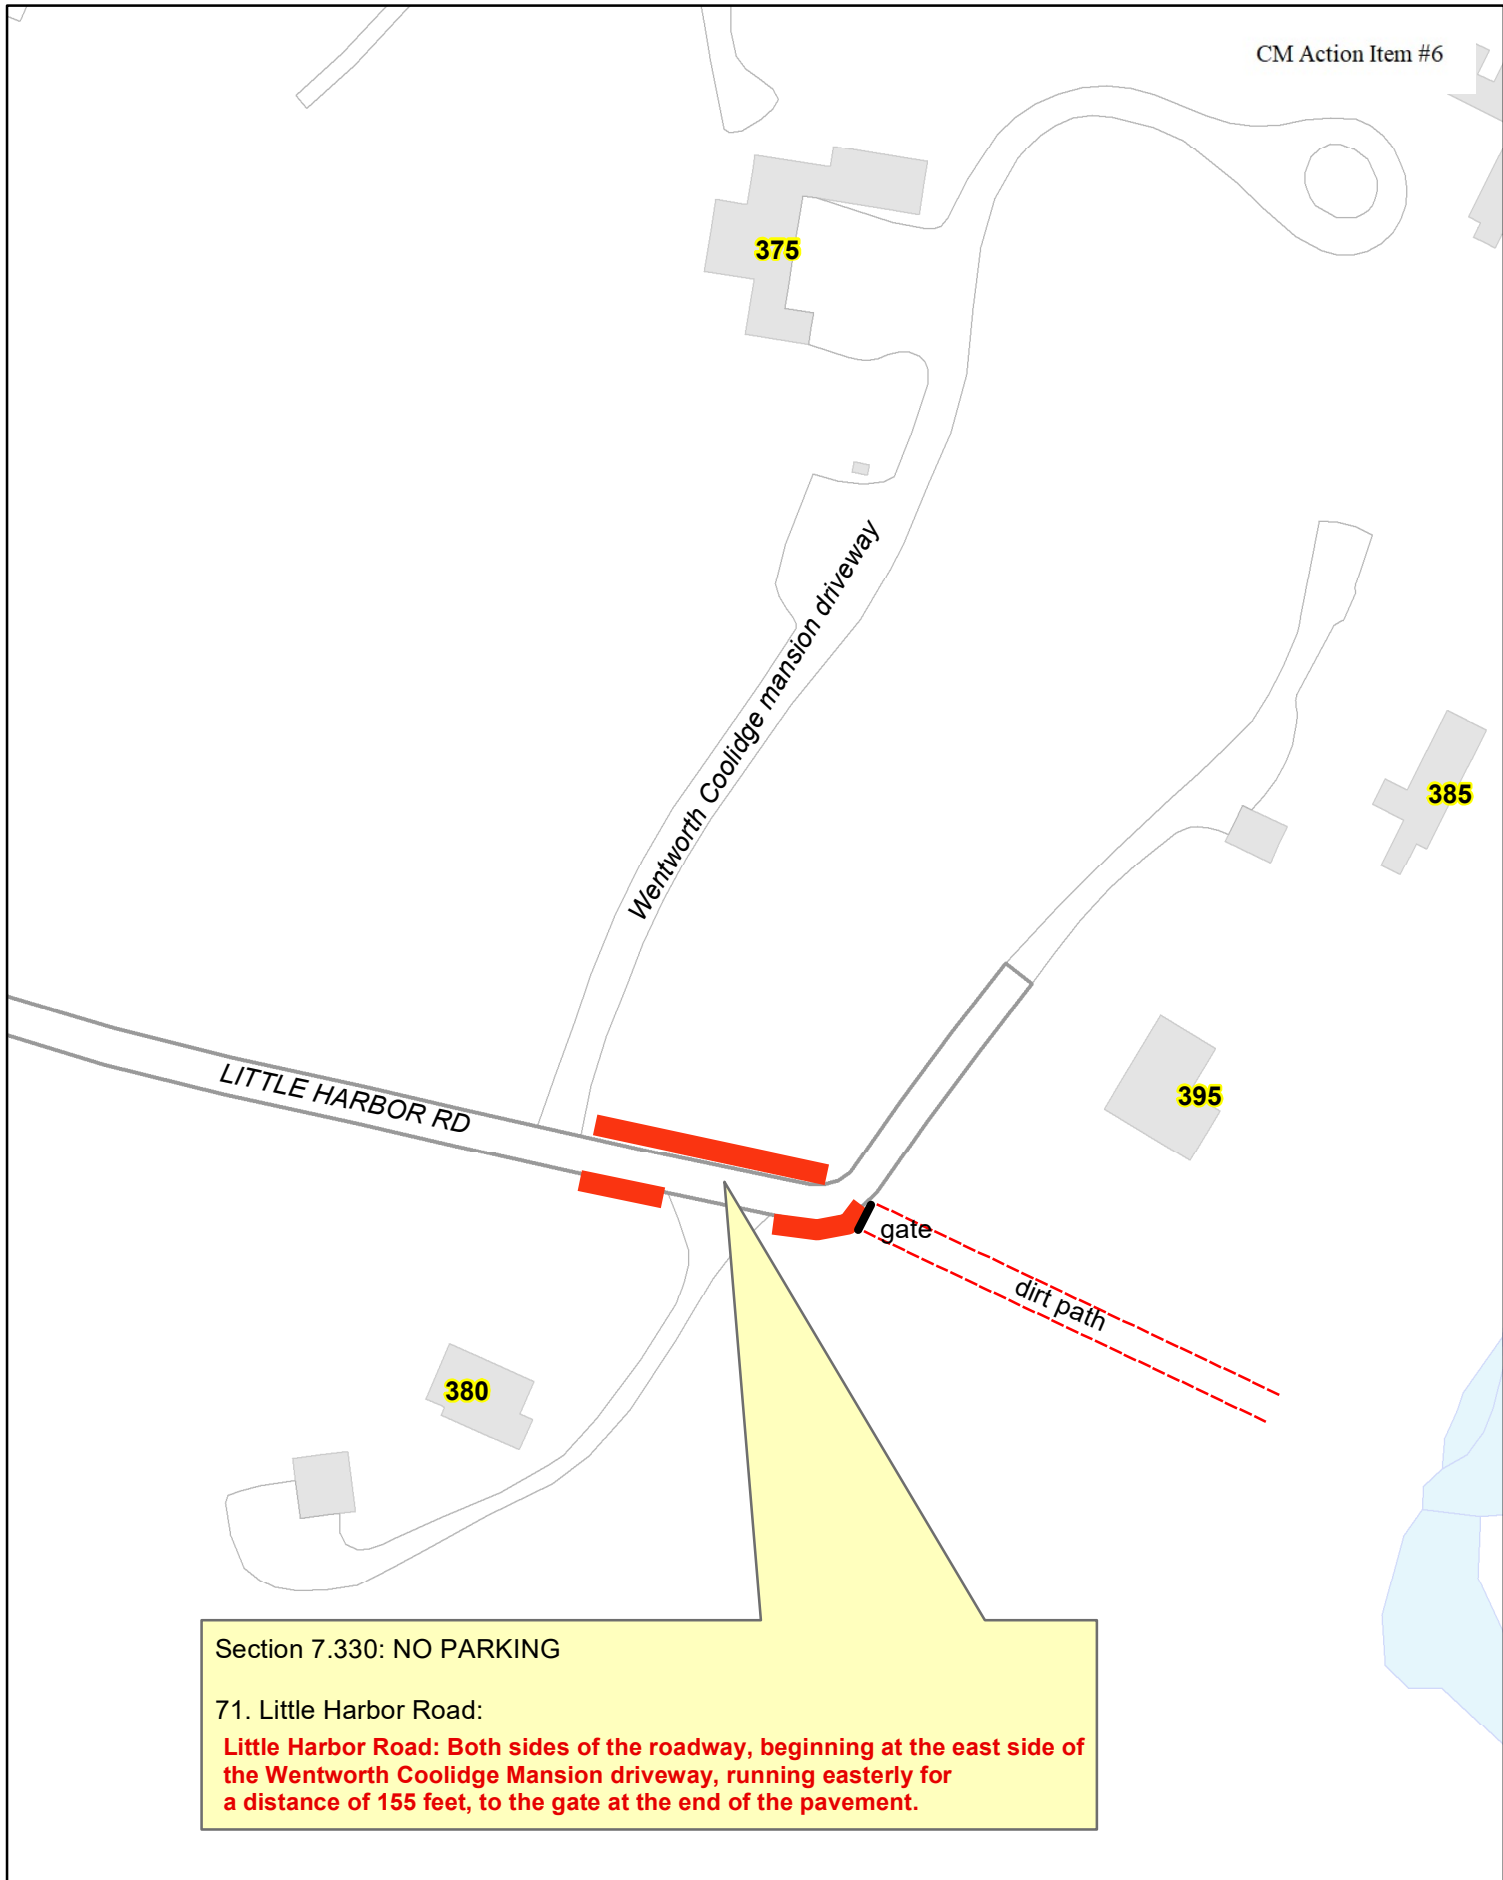 CM Action Item #6
375
Wentworth Coolidge mansion driveway
385
395
LITTLE HARBOR RD
gate
dirt path
380
Section 7.330: NO PARKING
71. Little Harbor Road:
Little Harbor Road: Both sides of the roadway, beginning at the east side of
the Wentworth Coolidge Mansion driveway, running easterly for
a distance of 155 feet, to the gate at the end of the pavement.